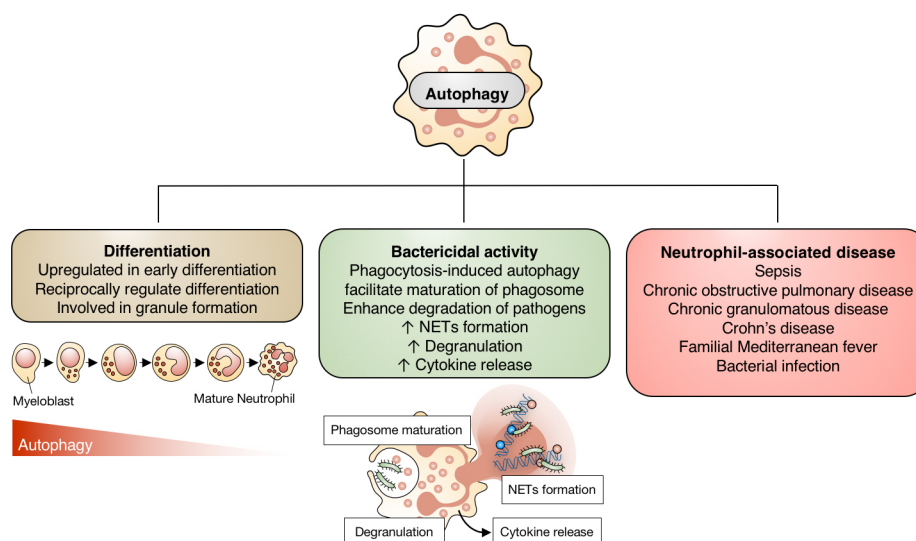 Autophagy
Differentiation
Upregulated in early differentiation
Reciprocally regulate differentiation
Involved in granule formation
Myeloblast
Mature Neutrophil
Autophagy
Bactericidal activity
Phagocytosis-induced autophagy
facilitate maturation of phagosome
Enhance degradation of pathogens
↑ NETs formation
↑ Degranulation
↑ Cytokine release
Phagosome maturation
NETs formation
Degranulation
Cytokine release
Neutrophil-associated disease
Sepsis
Chronic obstructive pulmonary disease
Chronic granulomatous disease
Crohn’s disease
Familial Mediterranean fever
Bacterial infection